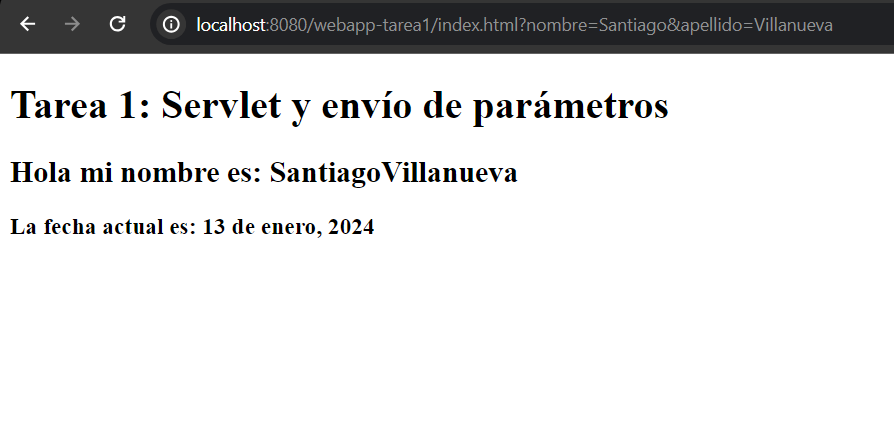 localhost:8080/webapp-tarea1/index.html?nombre=Santiago&apellido=Villanueva
Tarea 1: Servlet y envío de parámetros
Hola mi nombre es: SantiagoVillanueva
La fecha actual es: 13 de enero, 2024